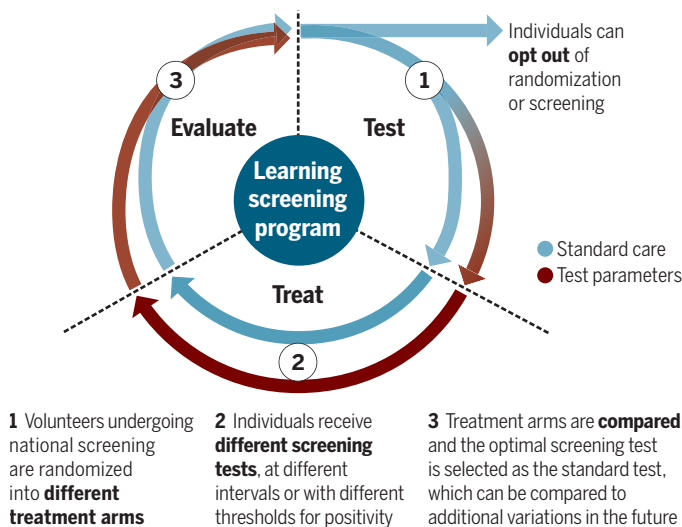 Individuals can
opt out of
randomization
or screening
3
1
Evaluate
Test
Learning
screening
program
Standard care
Test parameters
Treat
2
1 Volunteers undergoing
national screening
are randomized
into different
treatment arms
2 Individuals receive
different screening
tests, at different
intervals or with different
thresholds for positivity
3 Treatment arms are compared
and the optimal screening test
is selected as the standard test,
which can be compared to
additional variations in the future